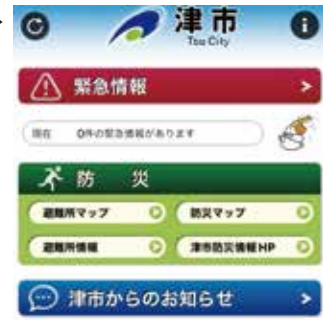 津市
Tsu City
緊急情報
現在 0件の緊急情報があります
防災
避難所マップ
防災マップ
避難所情報
津市防災情報HP
津市からのお知らせ